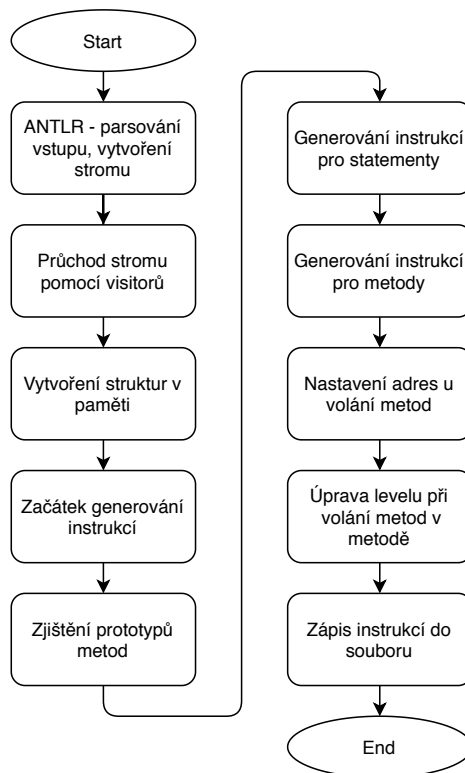 Start
ANTLR - parsování
vstupu, vytvoření
stromu
Průchod stromu
pomocí visitorů
Vytvoření struktur v
paměti
Začátek generování
instrukcí
Zjištění prototypů
metod
Generování instrukcí
pro statementy
Generování instrukcí
pro metody
Nastavení adres u
volání metod
Úprava levelu při
volání metod v
metodě
Zápis instrukcí do
souboru
End